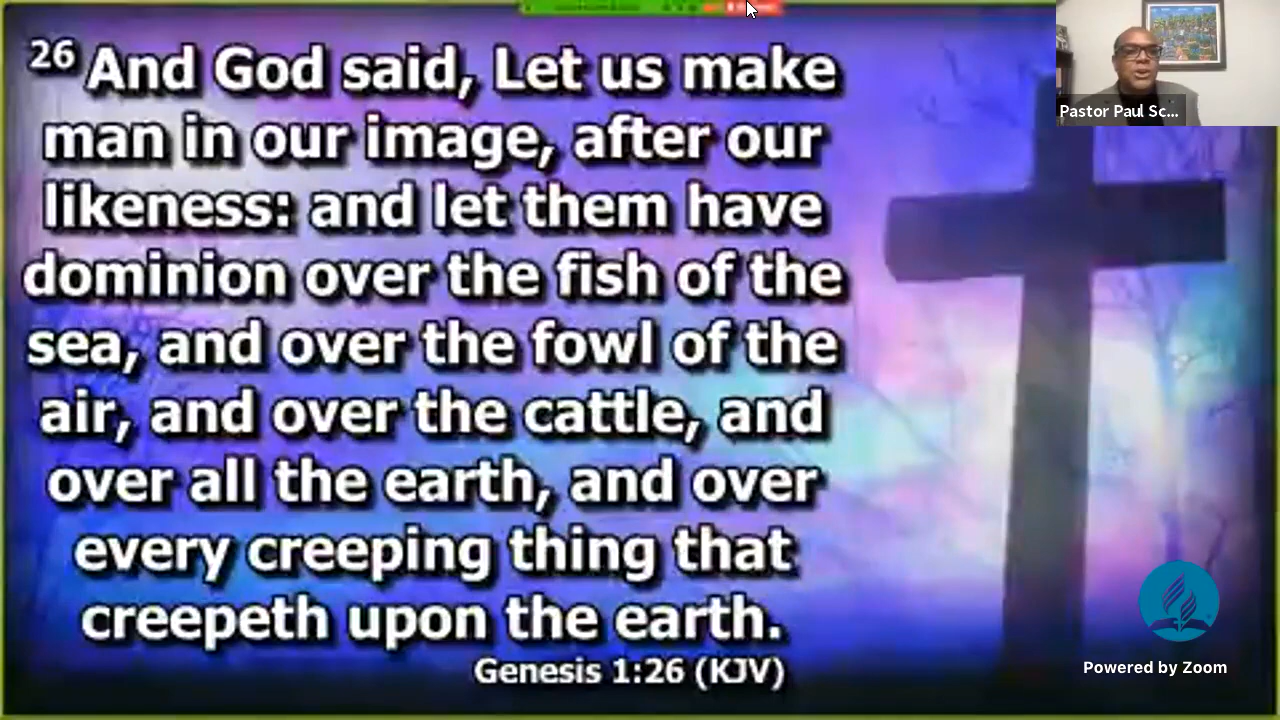 26 And God said, Let us make
man in our image, after our
likeness: and let them have
dominion over the fish of the
sea, and over the fowl of the
air, and over the cattle, and
over all the earth, and over
every creeping thing that
creepeth upon the earth.
Genesis 1:26 (KJV)
Pastor Paul Sc...
Powered by Zoom